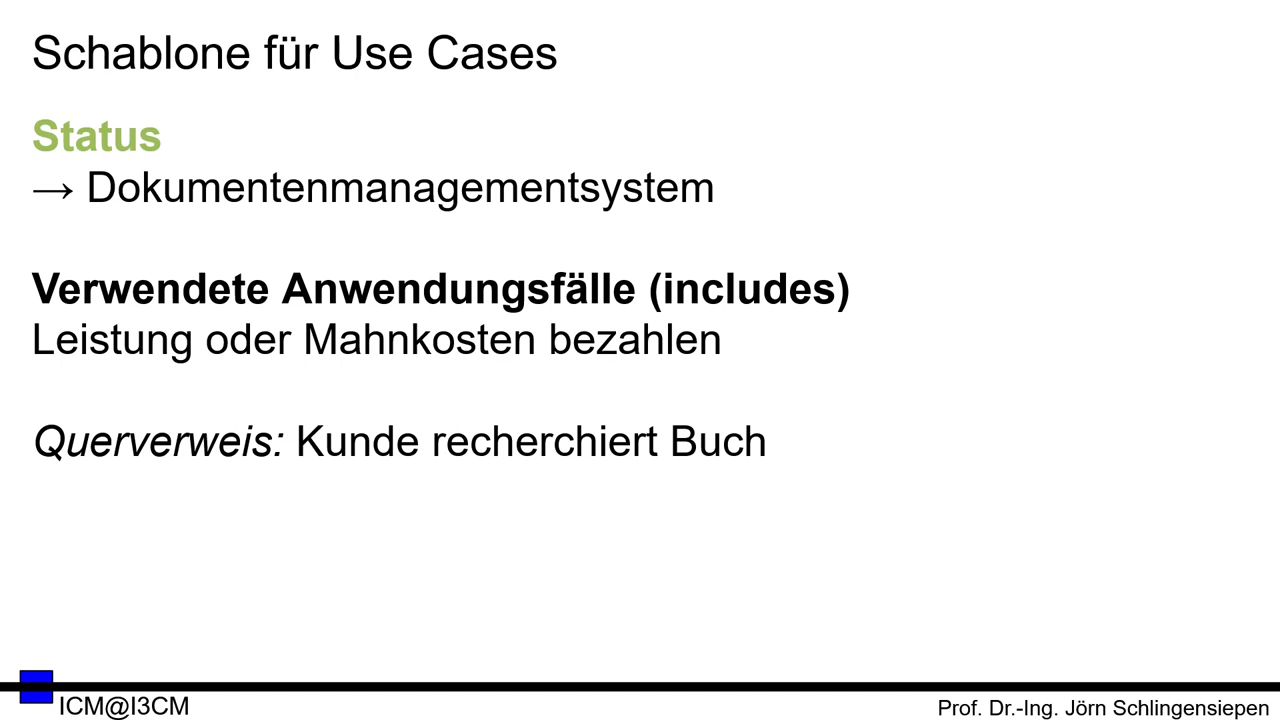 Schablone für Use Cases
Status
→ Dokumentenmanagementsystem
Verwendete Anwendungsfälle (includes)
Leistung oder Mahnkosten bezahlen
Querverweis: Kunde recherchiert Buch
ICM@I3CM
Prof. Dr.-Ing. Jörn Schlingensiepen